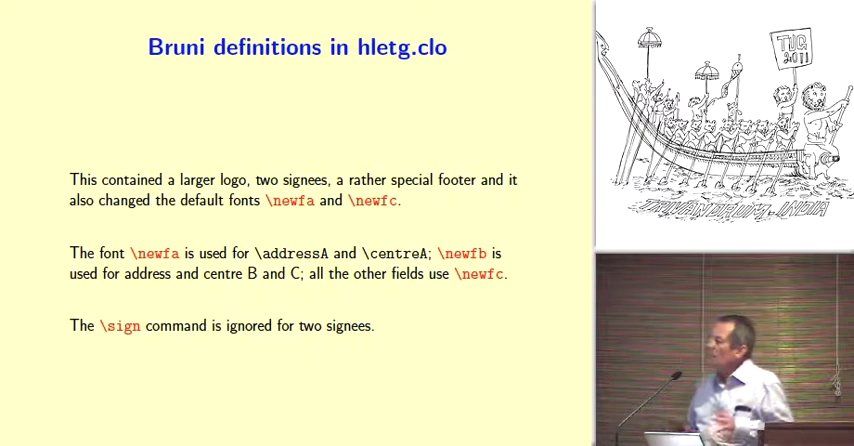 Bruni definitions in hletg.clo
This contained a larger logo, two signees, a rather special footer and it
also changed the default fonts \newfa and \newfc.
The font \newfa is used for \addressA and \centreA; \newfb is
used for address and centre B and C; all the other fields use \newfc.
The \sign command is ignored for two signees.
TUG
2011
TRIVANDRUM - INDIA